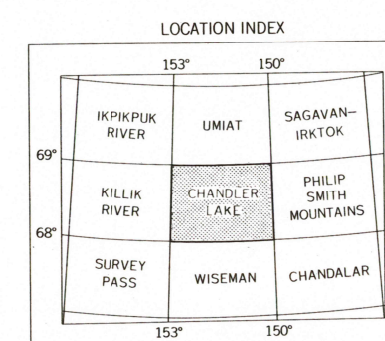 LOCATION INDEX
153° 150°
IKPIKPUK
RIVER
UMIAT
SAGAVAN—
IRKTOK
69°
KILLIK
RIVER
CHANDLER
LAKE
PHILIP
SMITH
MOUNTAINS
68°
SURVEY
PASS
WISEMAN
CHANDALAR
153° 150°